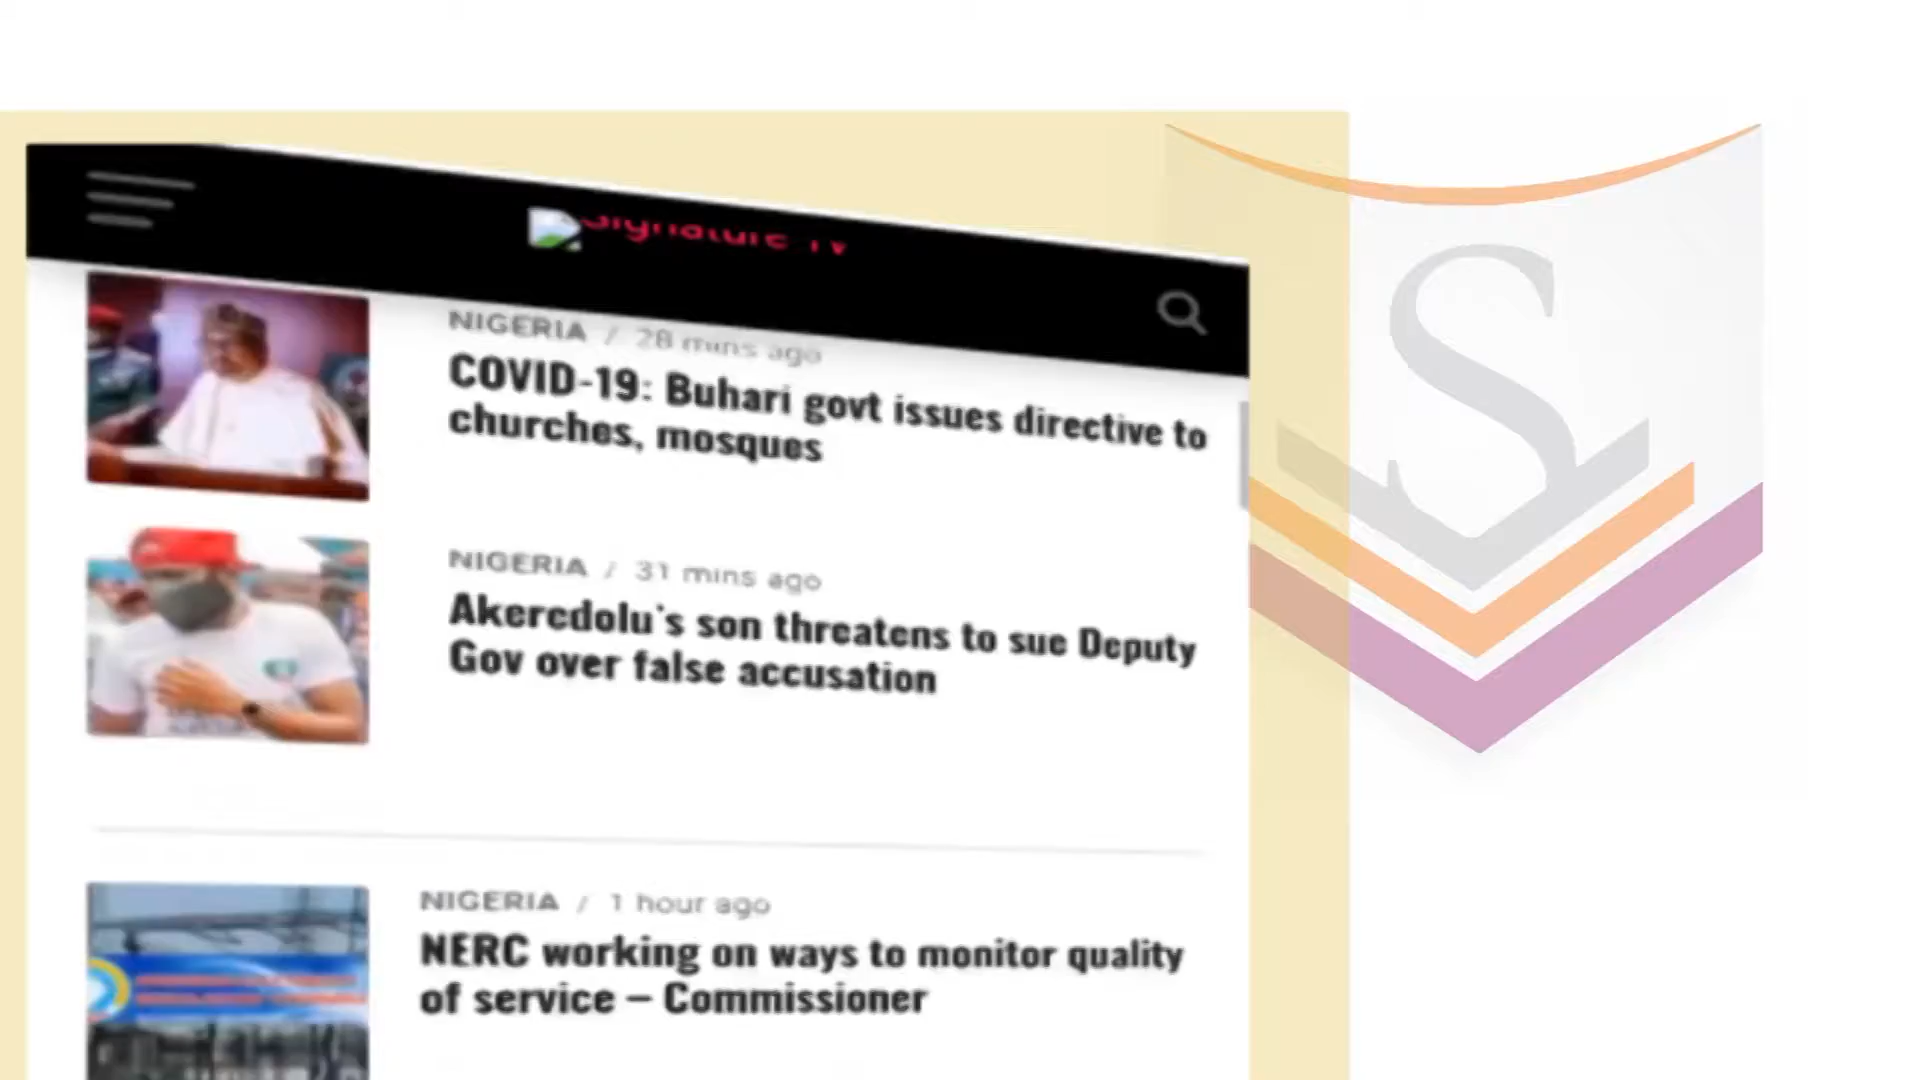 Signature TV
NIGERIA / 28 mins ago
COVID-19: Buhari govt issues directive to
churches, mosques
NIGERIA / 31 mins ago
Akeredolu's son threatens to sue Deputy
Gov over false accusation
NIGERIA / 1 hour ago
NERC working on ways to monitor quality
of service – Commissioner
S